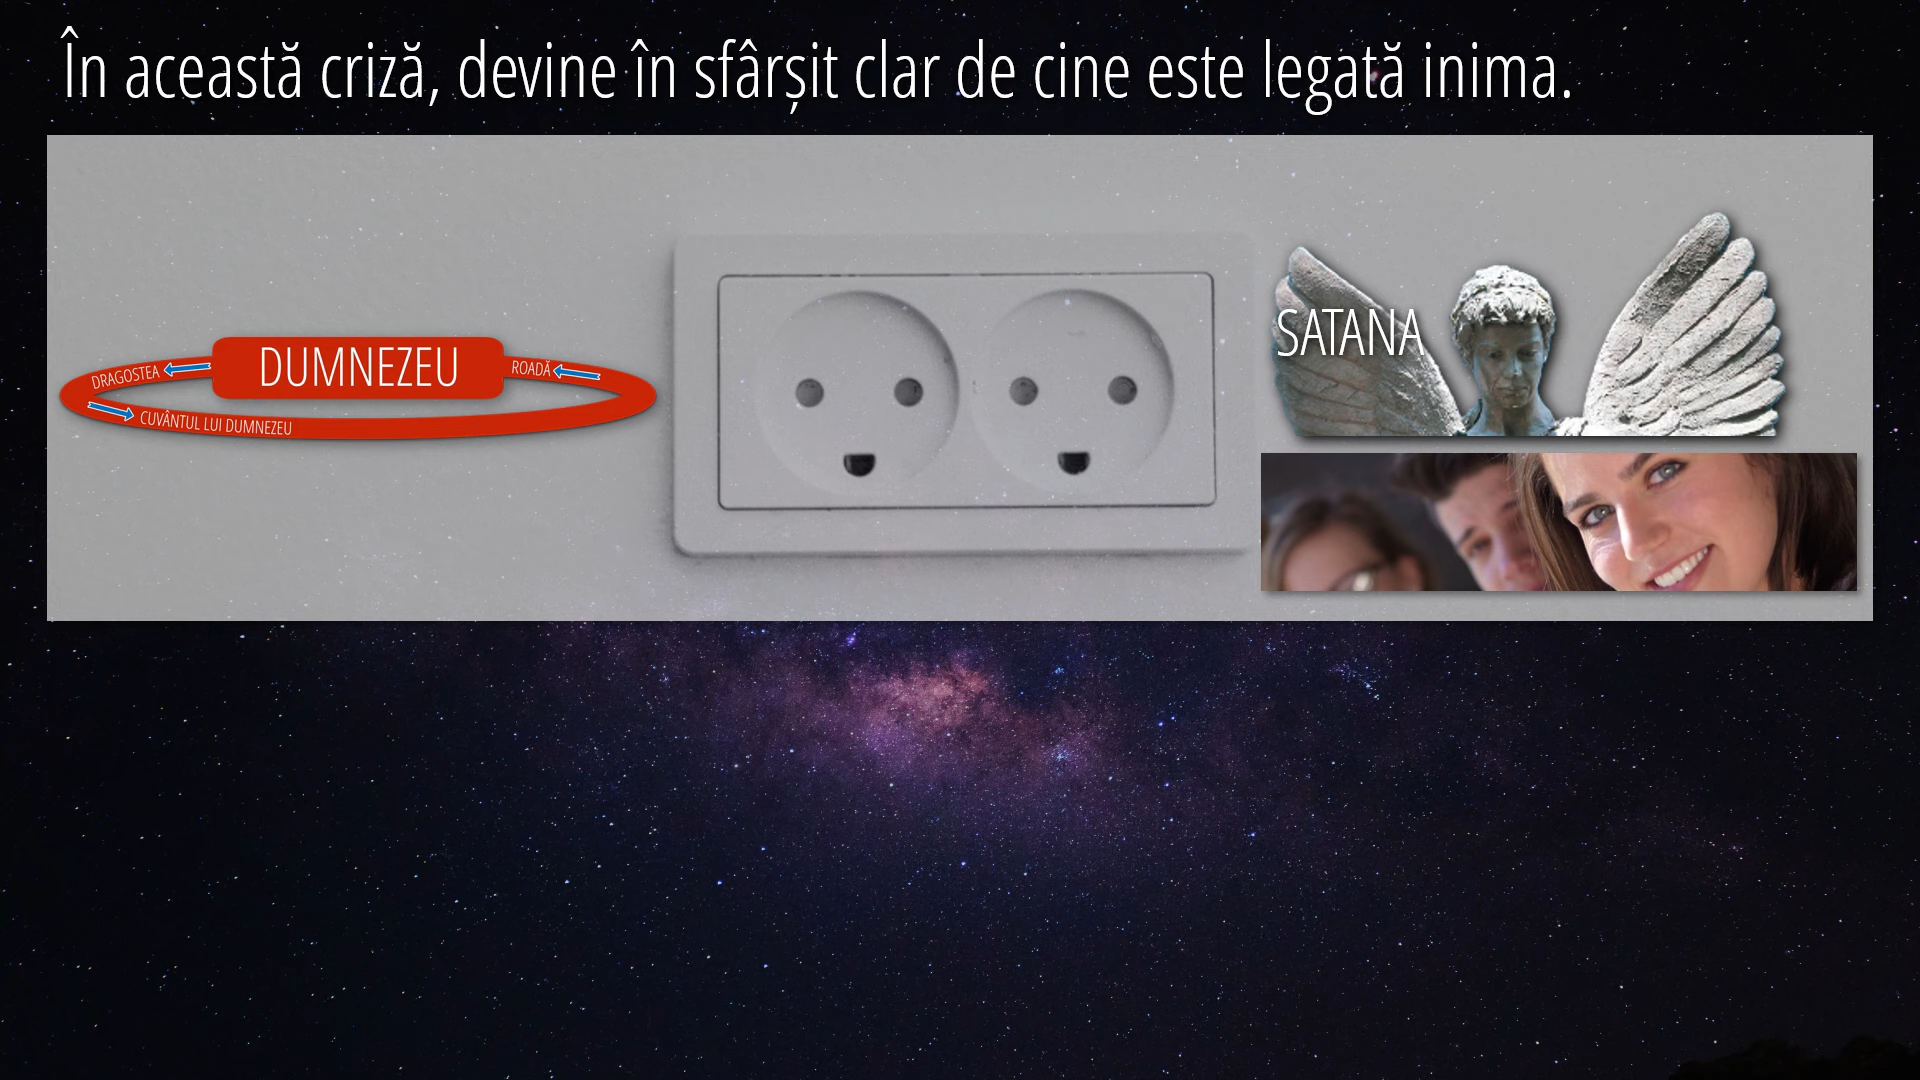 În această criză, devine în sfârșit clar de cine este legată inima.
DUMNEZEU
DRAGOSTEA
ROADĂ
CUVÂNTUL LUI DUMNEZEU
SATANA